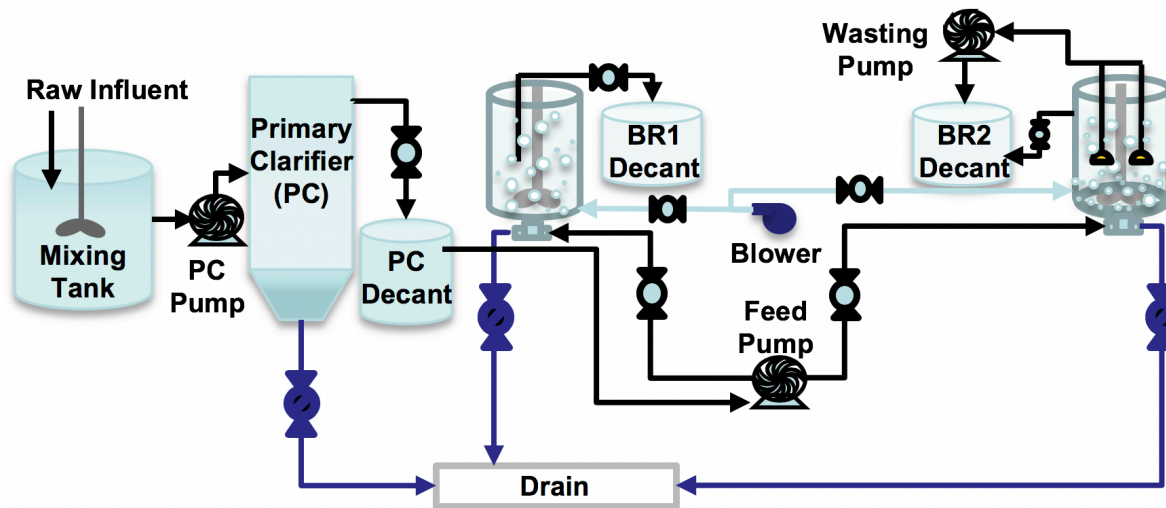 Raw Influent
Mixing
Tank
PC
Pump
Primary
Clarifier
(PC)
PC
Decant
BR1
Decant
Blower
Feed
Pump
Wasting
Pump
BR2
Decant
Drain